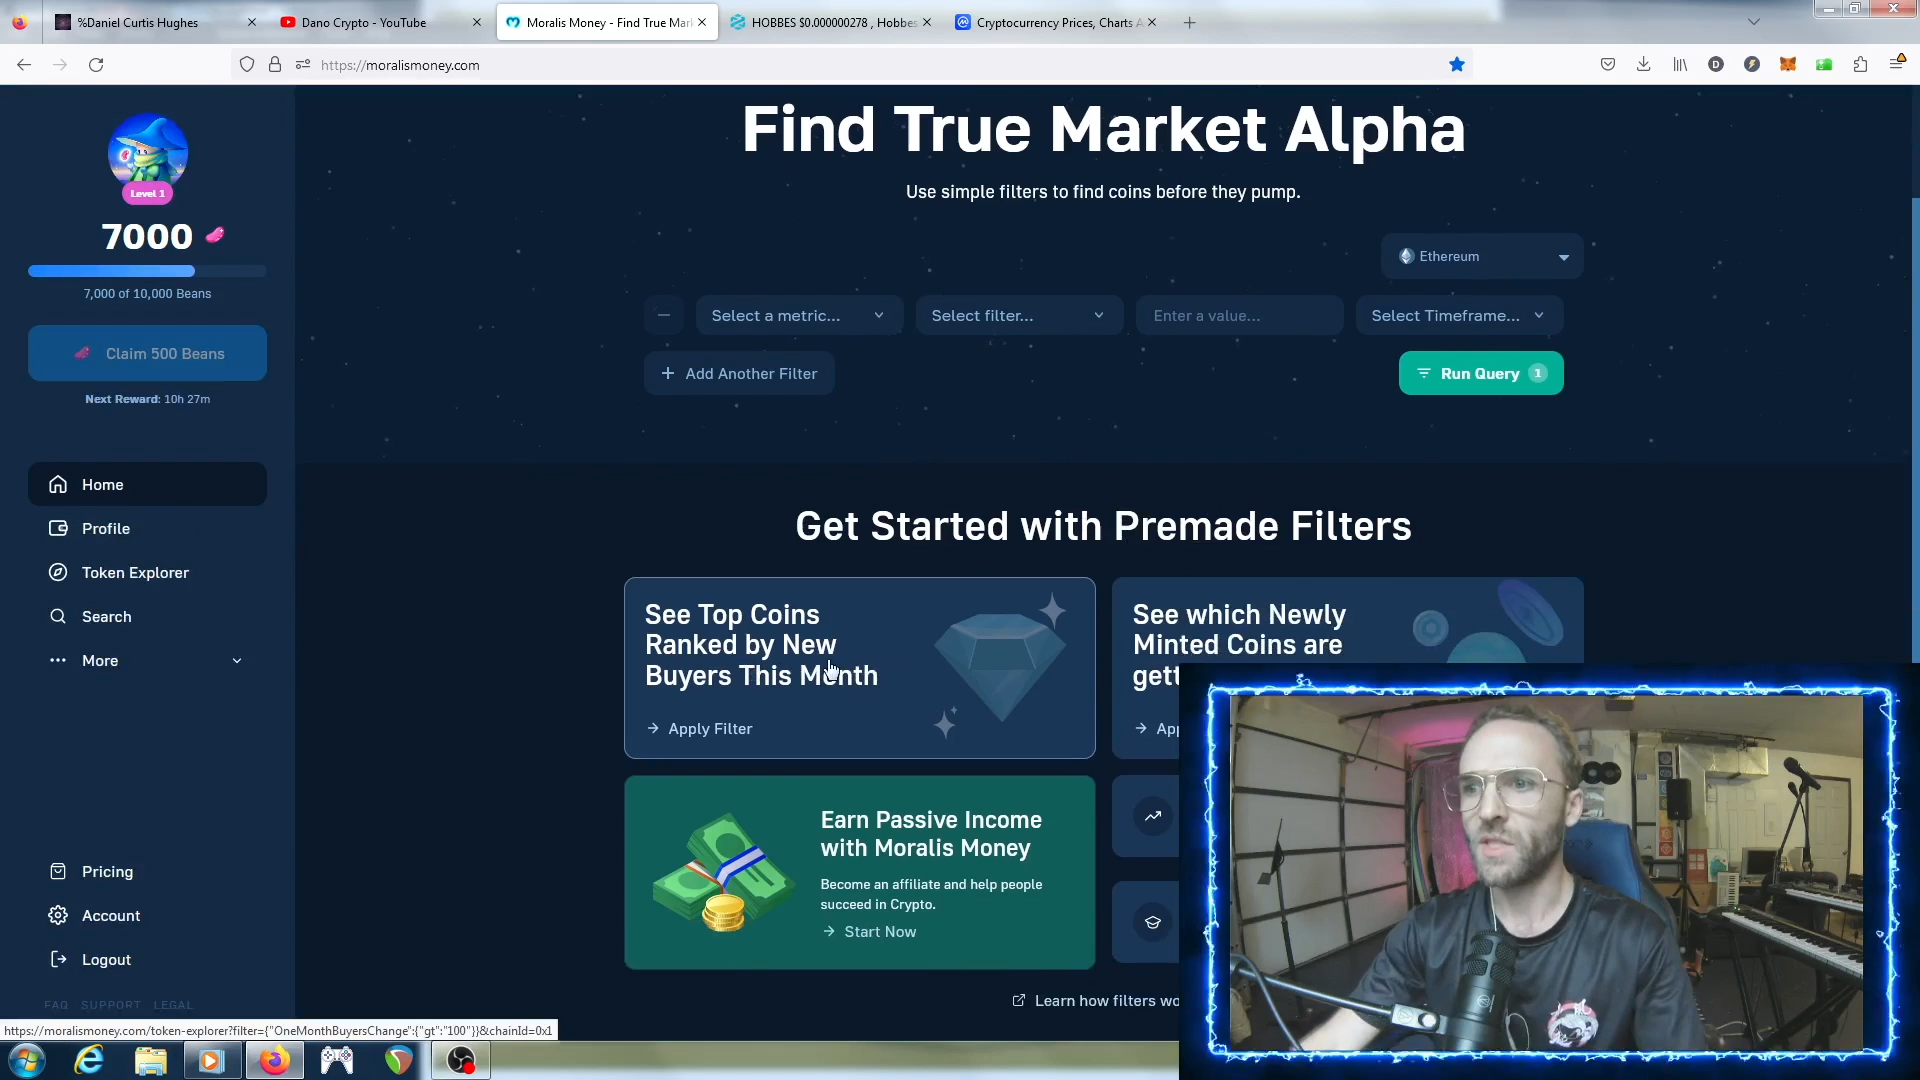 %Daniel Curtis Hughes
Dano Crypto - YouTube
Moralis Money - Find True Mar
HOBBES $0.000000278 , Hobbes
Cryptocurrency Prices, Charts A
https://moralismoney.com
Level 1
7000
7,000 of 10,000 Beans
Claim 500 Beans
Next Reward: 10h 27m
Home
Profile
Token Explorer
Search
More
Pricing
Account
Logout
FAQ SUPPORT LEGAL
Find True Market Alpha
Use simple filters to find coins before they pump.
Ethereum
Select a metric...
Select filter...
Enter a value...
Select Timeframe...
+ Add Another Filter
Run Query 1
Get Started with Premade Filters
See Top Coins
Ranked by New
Buyers This Month
→ Apply Filter
See which Newly
Minted Coins are
gett
→ Ap
Earn Passive Income
with Moralis Money
Become an affiliate and help people
succeed in Crypto.
→ Start Now
Learn how filters wo
https://moralismoney.com/token-explorer?filter={"OneMonthBuyersChange":{"gt":"100"}}&chainId=0x1